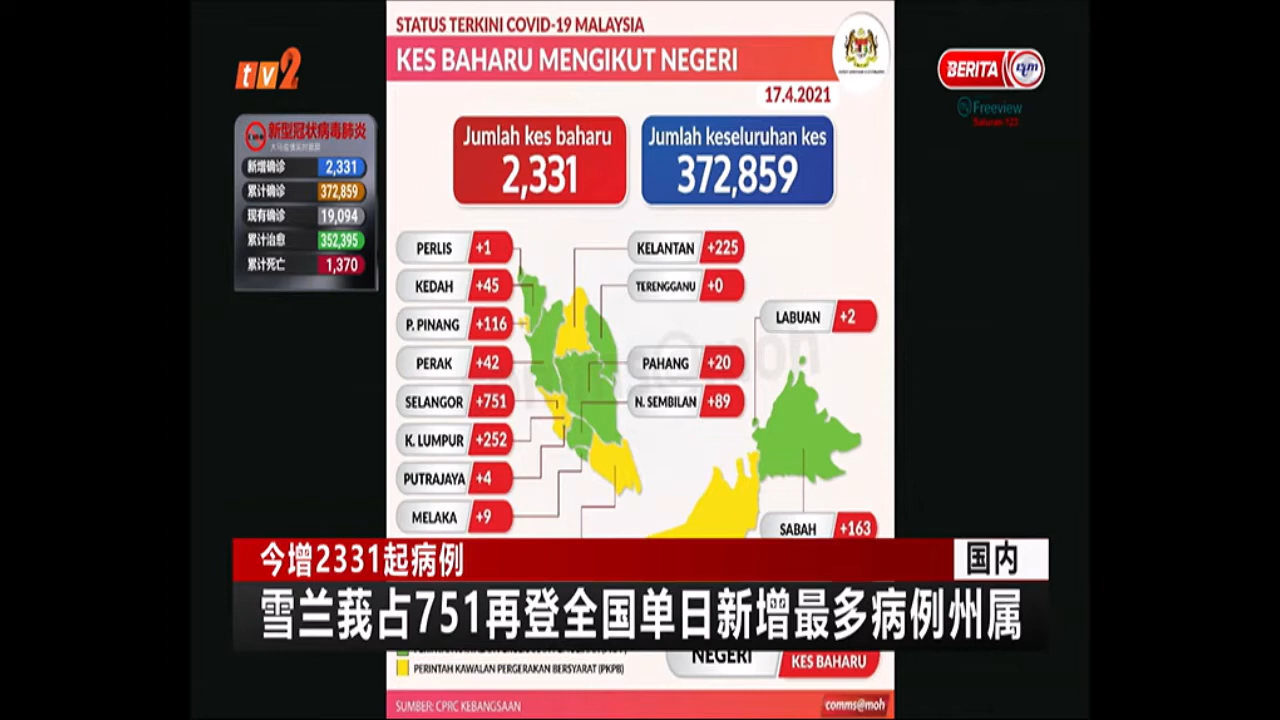 STATUS TERKINI COVID-19 MALAYSIA
KES BAHARU MENGIKUT NEGERI
17.4.2021
tv2
BERITA rtm
Freeview
Saluran 123
新型冠状病毒肺炎
新增确诊 2,331
累计确诊 372,859
现有确诊 19,094
累计治愈 352,395
累计死亡 1,370
Jumlah kes baharu
2,331
Jumlah keseluruhan kes
372,859
PERLIS +1
KEDAH +45
P. PINANG +116
PERAK +42
SELANGOR +751
K. LUMPUR +252
PUTRAJAYA +4
MELAKA +9
KELANTAN +225
TERENGGANU +0
PAHANG +20
N. SEMBILAN +89
LABUAN +2
SABAH +163
今增2331起病例
国内
雪兰莪占751再登全国单日新增最多病例州属
PERINTAH KAWALAN PERGERAKAN BERSYARAT (PKPB)
NEGERI KES BAHARU
SUMBER: CPRC KEBANGSAAN
comms@moh